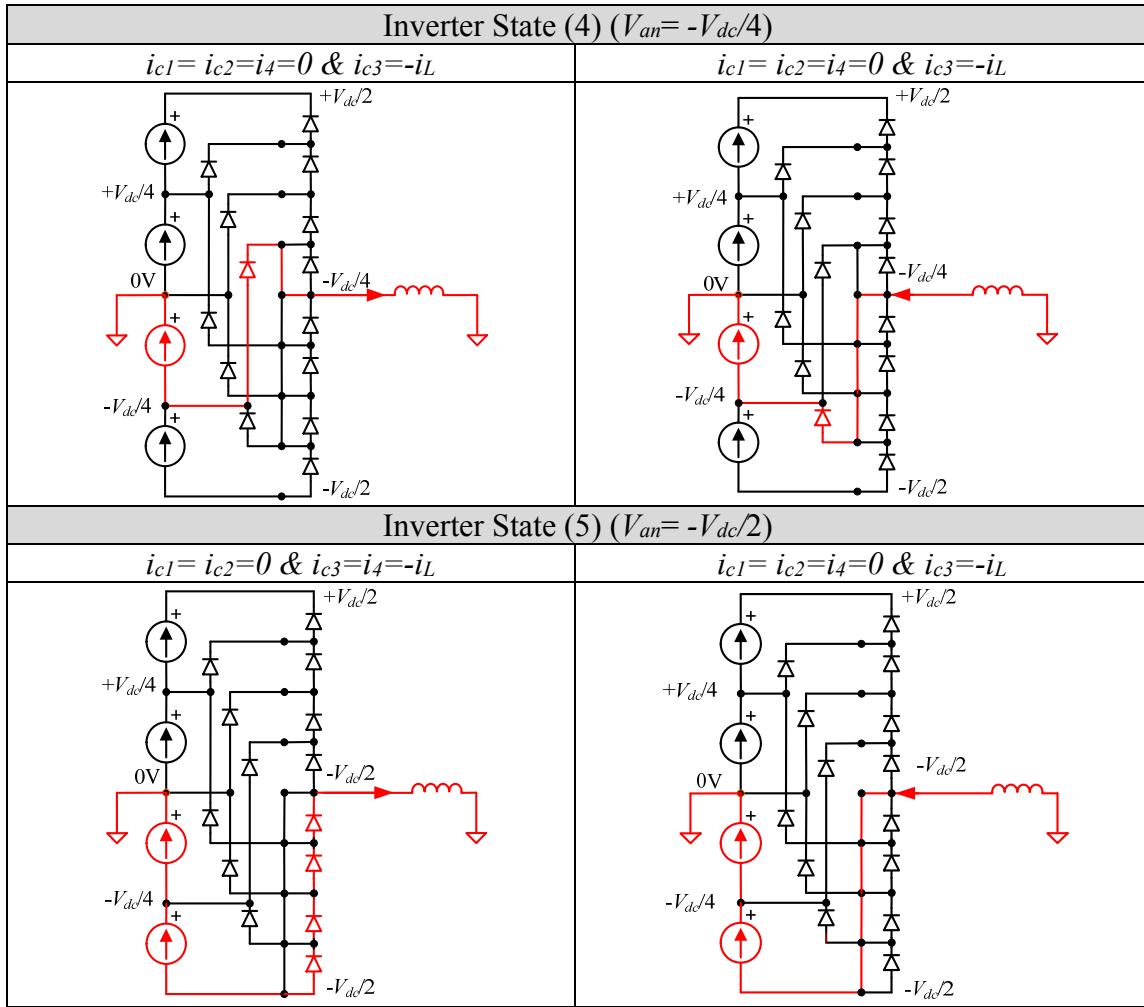 Inverter State (4) (Van= -Vdc/4)
ic1= ic2=i4=0 & ic3=-iL
ic1= ic2=i4=0 & ic3=-iL
+Vdc/2
+
+Vdc/4
+
0V
-Vdc/4
+
-Vdc/4
+
-Vdc/2
+Vdc/2
+
+Vdc/4
+
0V
-Vdc/4
+
-Vdc/4
+
-Vdc/2
Inverter State (5) (Van= -Vdc/2)
ic1= ic2=0 & ic3=i4=-iL
ic1= ic2=i4=0 & ic3=-iL
+Vdc/2
+
+Vdc/4
+
0V
-Vdc/2
+
-Vdc/4
+
-Vdc/2
+Vdc/2
+
+Vdc/4
+
0V
-Vdc/2
+
-Vdc/4
+
-Vdc/2